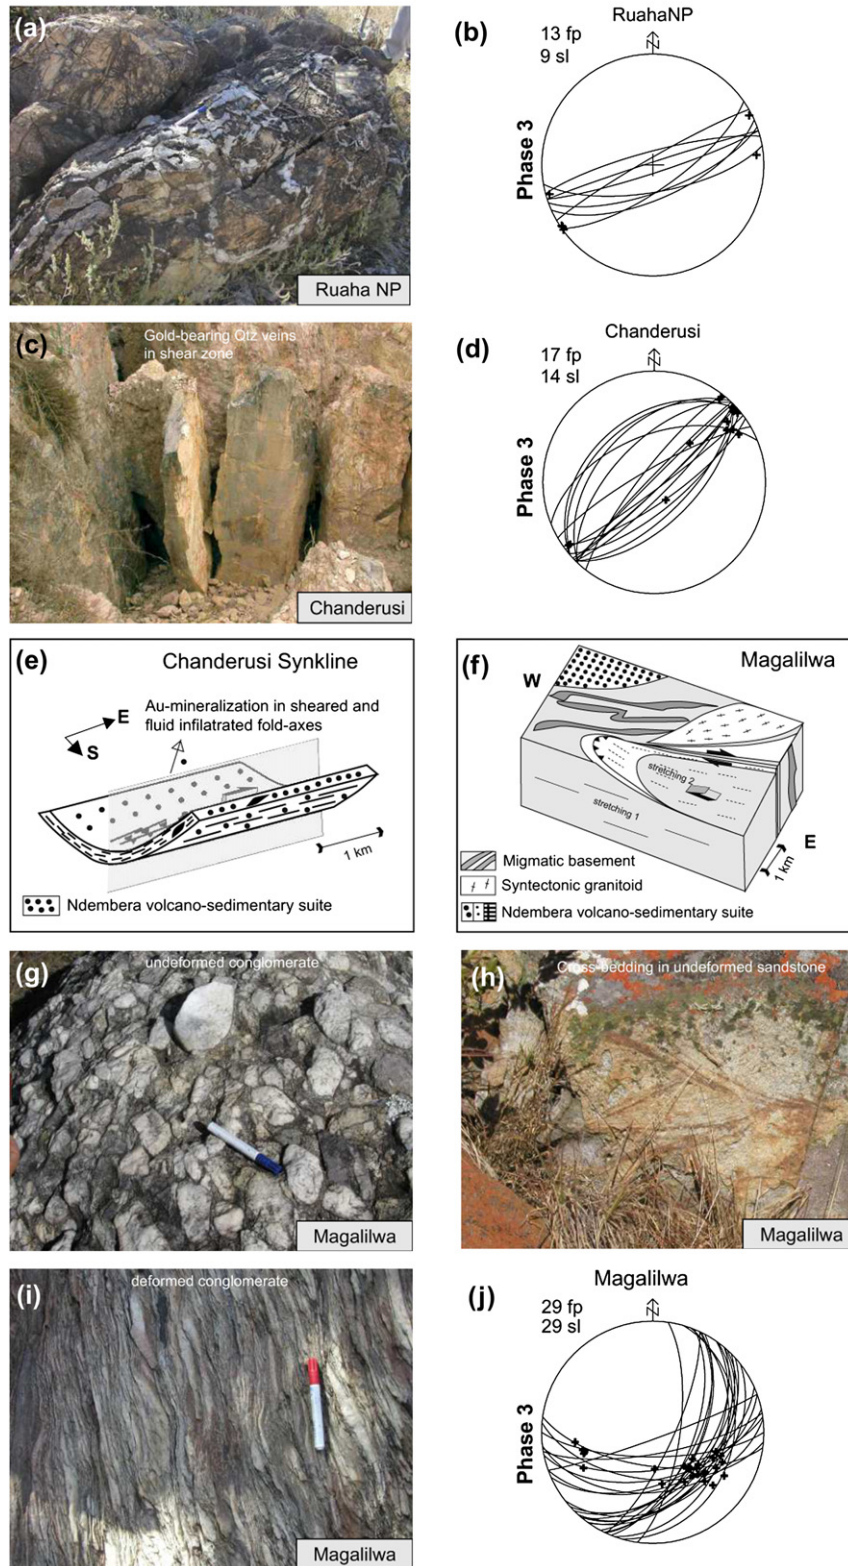 (a)
Ruaha NP
(b)
RuahaNP
13 fp
9 sl
N
Phase 3
(c)
Gold-bearing Qtz veins
in shear zone
Chanderusi
(d)
Chanderusi
17 fp
14 sl
N
Phase 3
(e)
Chanderusi Synkline
Au-mineralization in sheared and
fluid infilatrated fold-axes
E
S
1 km
Ndembera volcano-sedimentary suite
(f)
Magalilwa
W
stretching 2
stretching 1
E
1 km
Migmatic basement
Syntectonic granitoid
Ndembera volcano-sedimentary suite
(g)
undeformed conglomerate
Magalilwa
(h)
Cross-bedding in undeformed sandstone
Magalilwa
(i)
deformed conglomerate
Magalilwa
(j)
Magalilwa
29 fp
29 sl
N
Phase 3